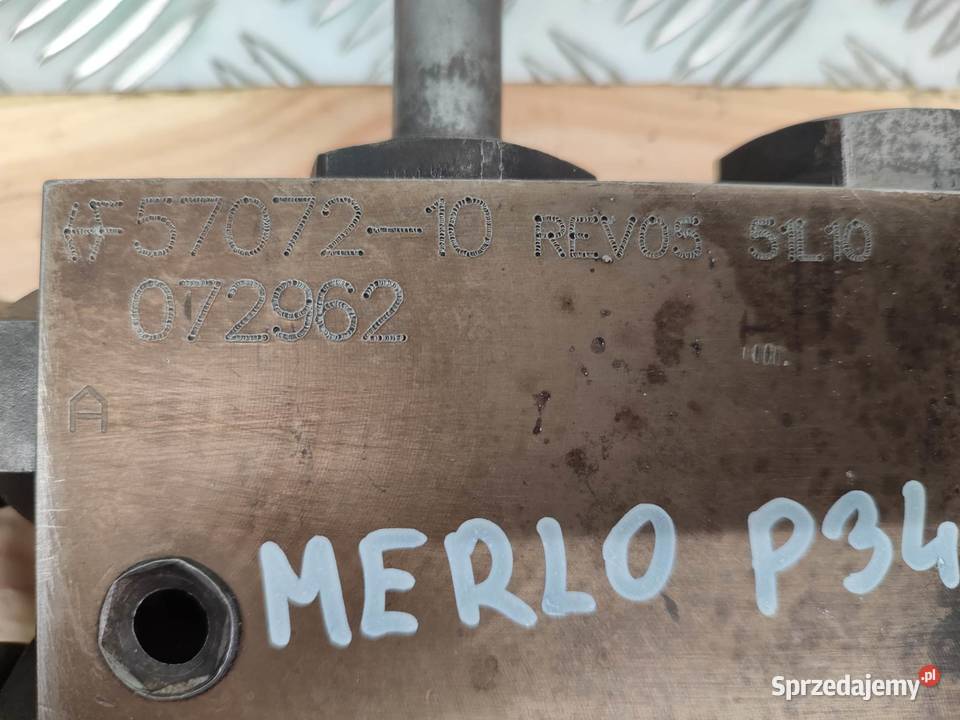 57072-10 REV05 51L10
072962
A
MERLO P34
Sprzedajemy.pl